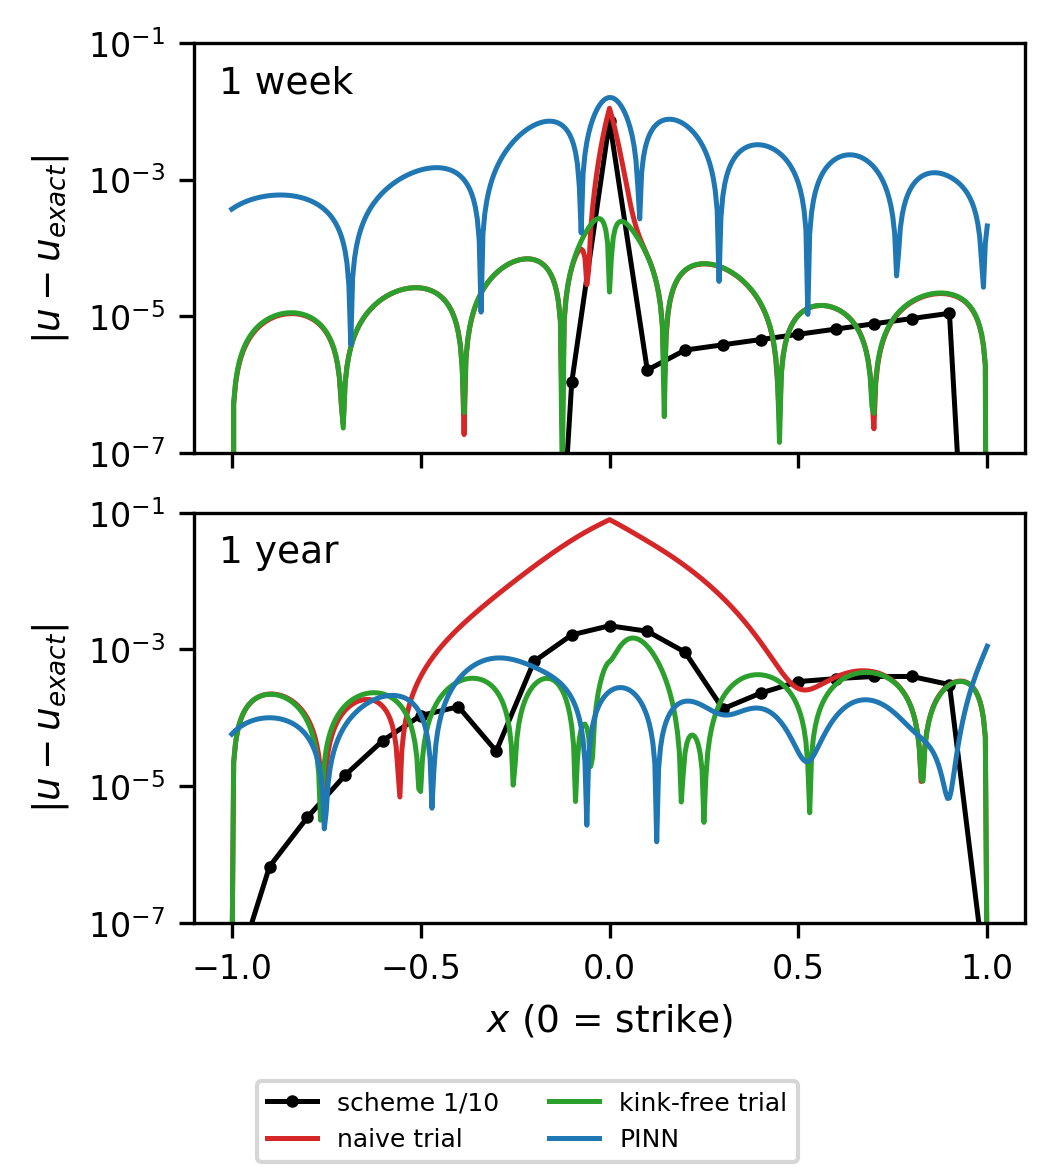 10⁻¹
1 week
10⁻³
|u − u_exact|
10⁻⁵
10⁻⁷
10⁻¹
1 year
10⁻³
|u − u_exact|
10⁻⁵
10⁻⁷
−1.0 −0.5 0.0 0.5 1.0
x (0 = strike)
scheme 1/10 kink-free trial
naive trial PINN